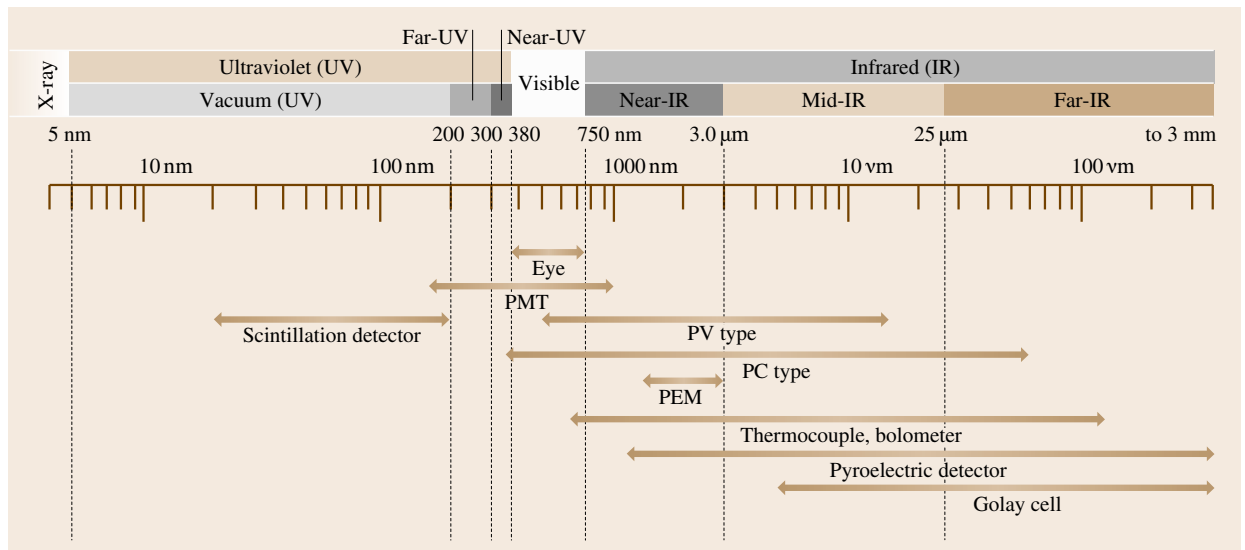 Far-UV Near-UV
X-ray
Ultraviolet (UV) Visible Infrared (IR)
Vacuum (UV) Near-IR Mid-IR Far-IR
5 nm 200 300 380 750 nm 3.0 µm 25 µm to 3 mm
10 nm 100 nm 1000 nm 10 vm 100 vm
Eye
PMT
Scintillation detector PV type
PC type
PEM
Thermocouple, bolometer
Pyroelectric detector
Golay cell